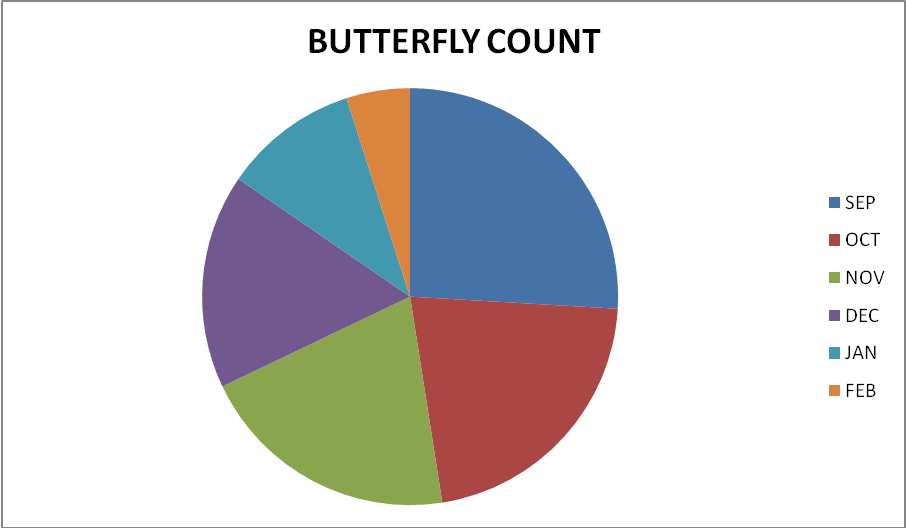 BUTTERFLY COUNT
SEP
OCT
NOV
DEC
JAN
FEB